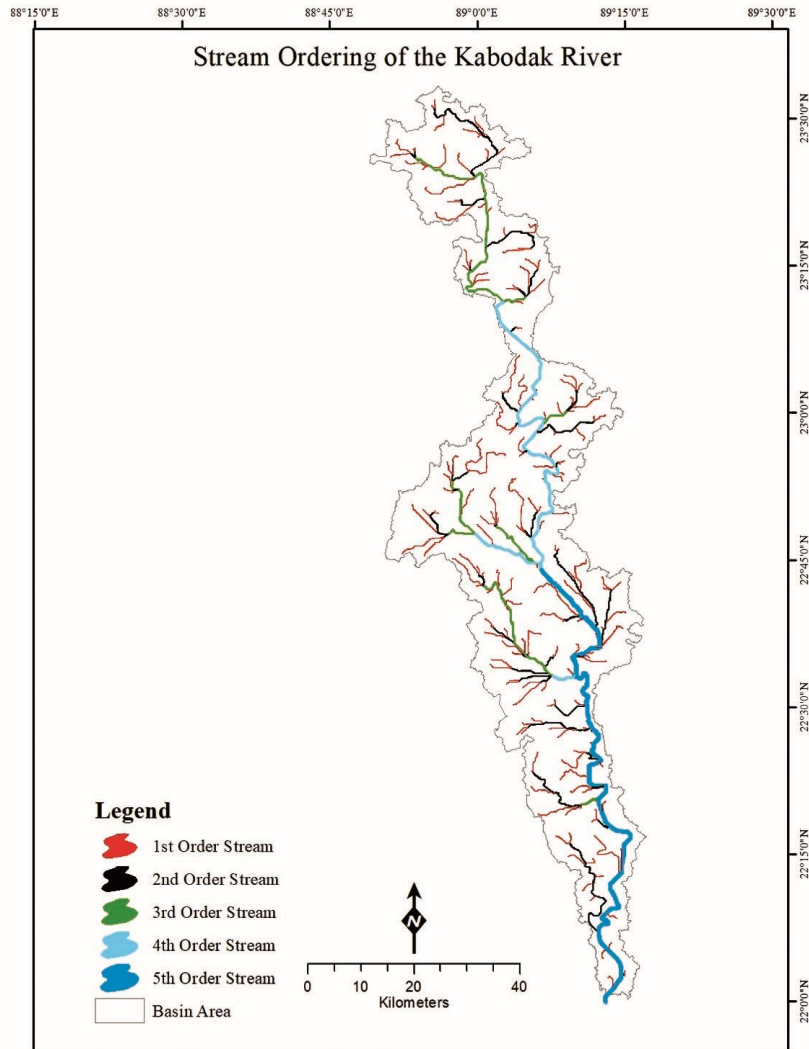 88°15'0"E 88°30'0"E 88°45'0"E 89°0'0"E 89°15'0"E 89°30'0"E
Stream Ordering of the Kabodak River
23°30'0"N
23°15'0"N
23°0'0"N
22°45'0"N
22°30'0"N
22°15'0"N
22°0'0"N
Legend
1st Order Stream
2nd Order Stream
3rd Order Stream
4th Order Stream
5th Order Stream
Basin Area
N
0 10 20 40
Kilometers